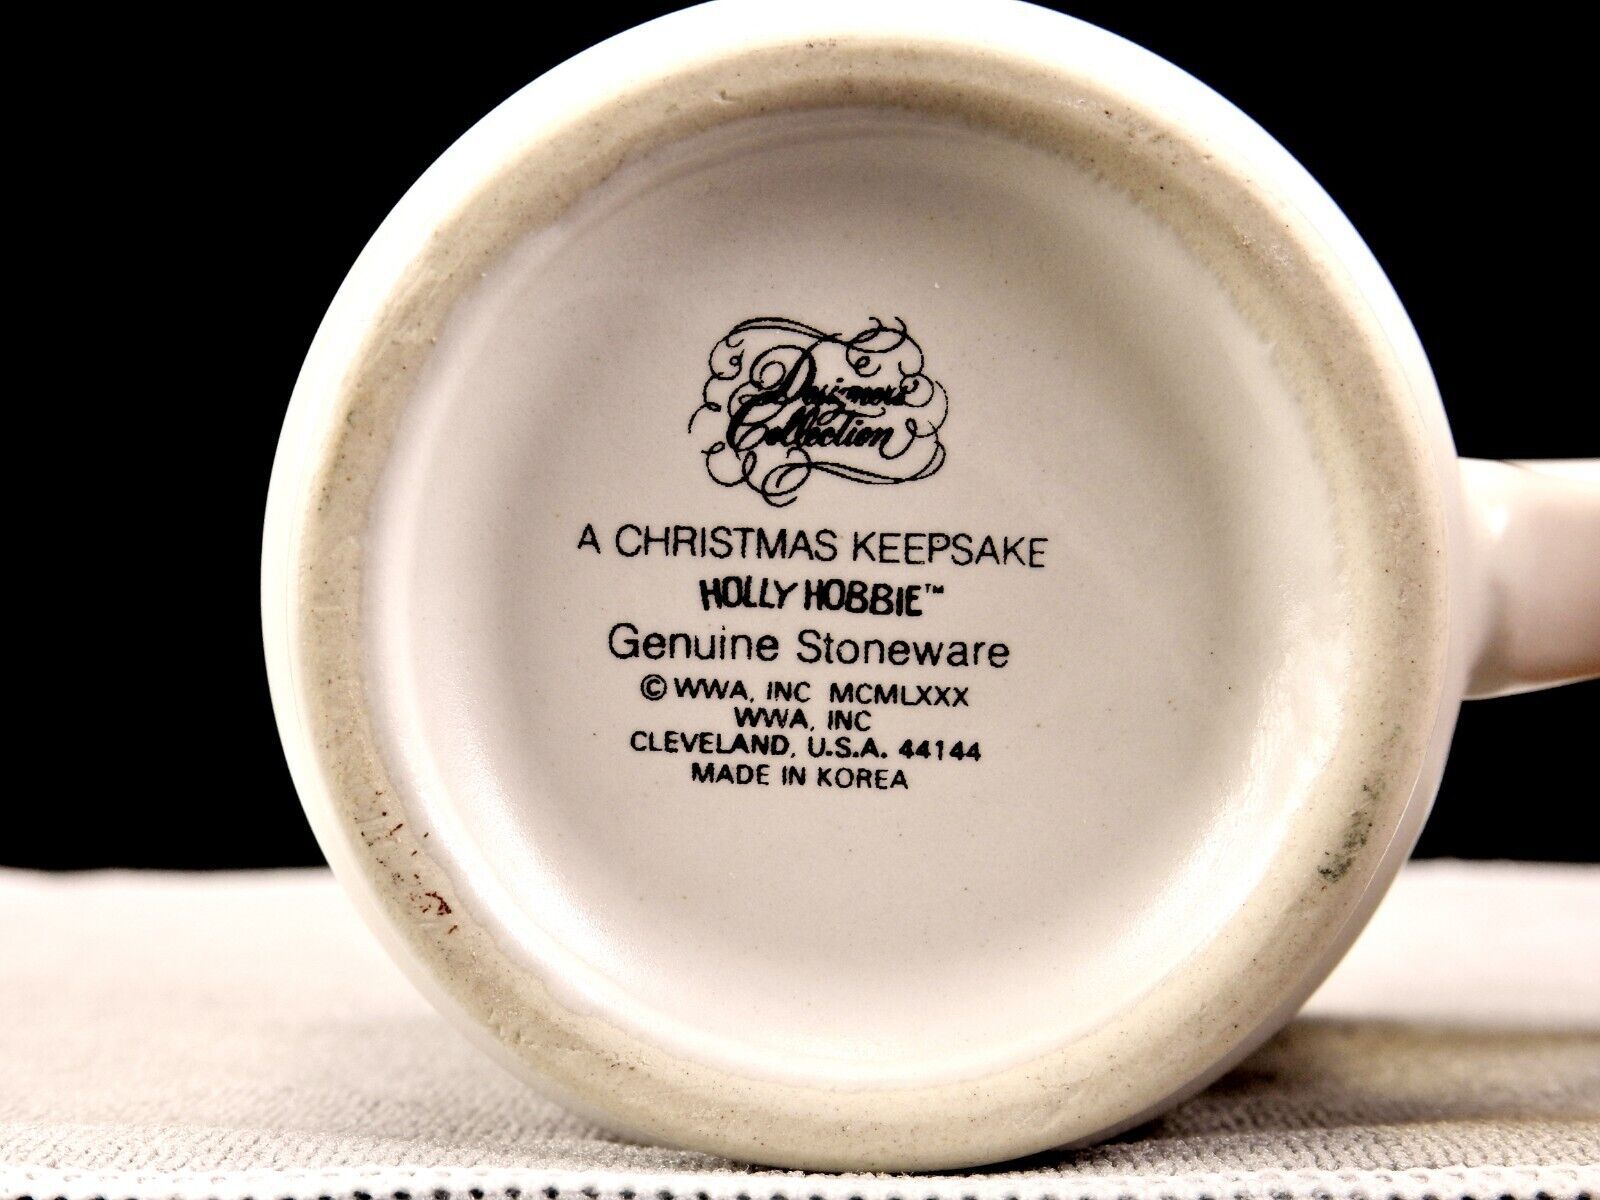 Designers'
Collection
A CHRISTMAS KEEPSAKE
HOLLY HOBBIE™
Genuine Stoneware
© WWA, INC MCMLXXX
WWA, INC
CLEVELAND, U.S.A. 44144
MADE IN KOREA